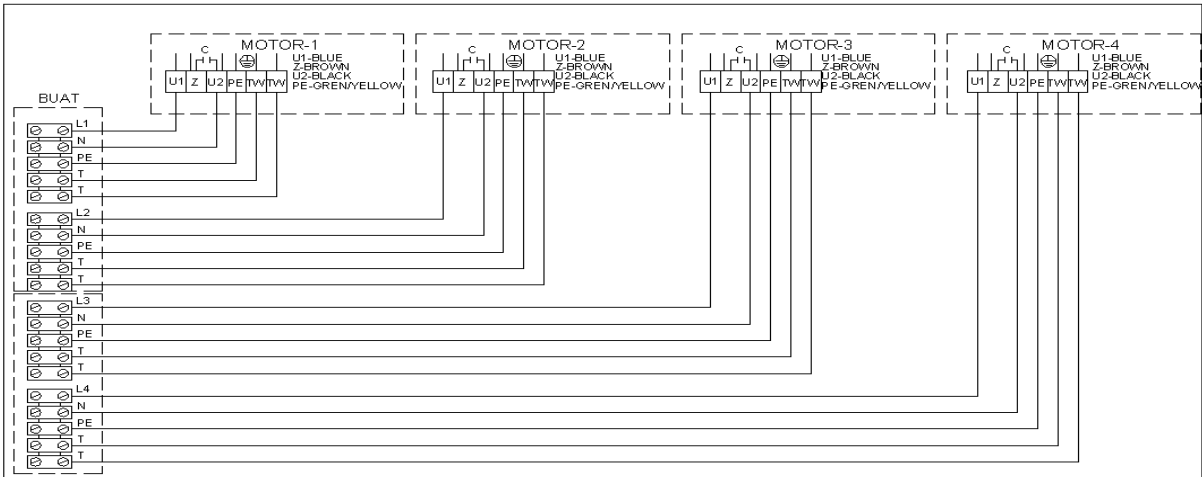 MOTOR-1
C
U1-BLUE
Z-BROWN
U2-BLACK
PE-GREN/YELLOW
U1 Z U2 PE TW TW
MOTOR-2
C
U1-BLUE
Z-BROWN
U2-BLACK
PE-GREN/YELLOW
U1 Z U2 PE TW TW
MOTOR-3
C
U1-BLUE
Z-BROWN
U2-BLACK
PE-GREN/YELLOW
U1 Z U2 PE TW TW
MOTOR-4
C
U1-BLUE
Z-BROWN
U2-BLACK
PE-GREN/YELLOW
U1 Z U2 PE TW TW
BUAT
L1
N
PE
T
T
L2
N
PE
T
T
L3
N
PE
T
T
L4
N
PE
T
T